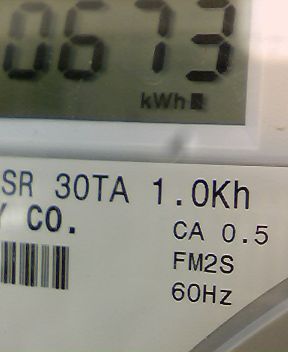 0673
kWh
SR 30TA 1.0Kh
Y CO.
CA 0.5
FM2S
60Hz